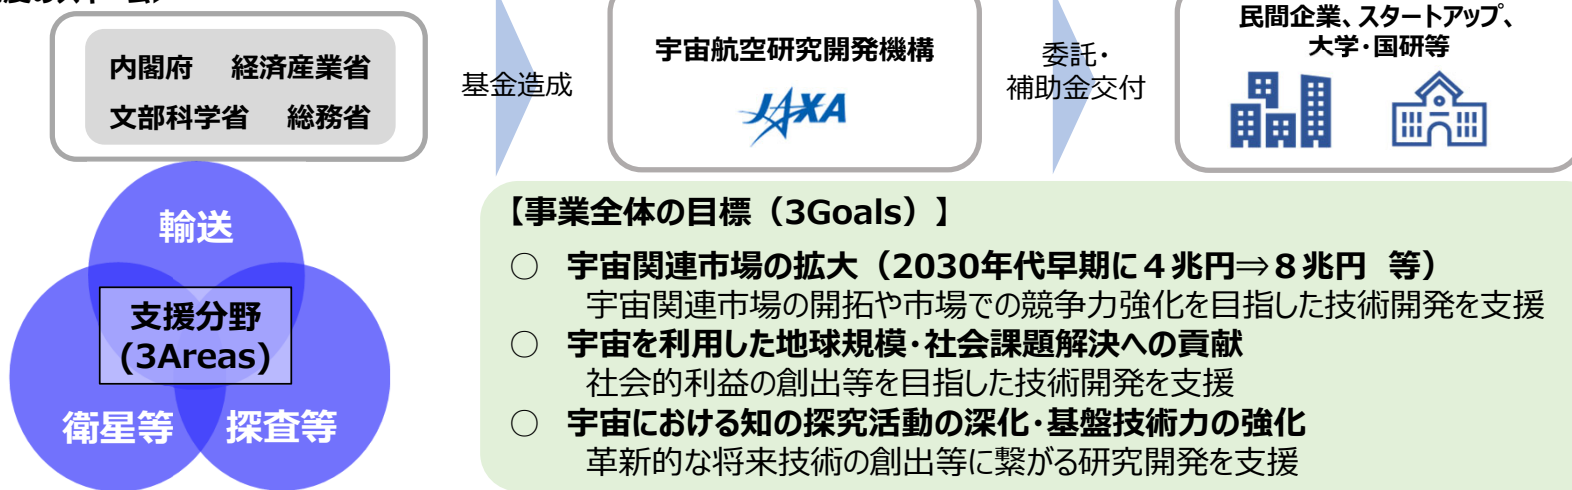 内閣府　経済産業省
文部科学省　総務省
基金造成
宇宙航空研究開発機構
JAXA
委託・
補助金交付
民間企業、スタートアップ、
大学・国研等
輸送
支援分野
(3Areas)
衛星等
探査等
【事業全体の目標（3Goals）】
○　宇宙関連市場の拡大（2030年代早期に４兆円⇒８兆円 等）
宇宙関連市場の開拓や市場での競争力強化を目指した技術開発を支援
○　宇宙を利用した地球規模・社会課題解決への貢献
社会的利益の創出等を目指した技術開発を支援
○　宇宙における知の探究活動の深化・基盤技術力の強化
革新的な将来技術の創出等に繋がる研究開発を支援